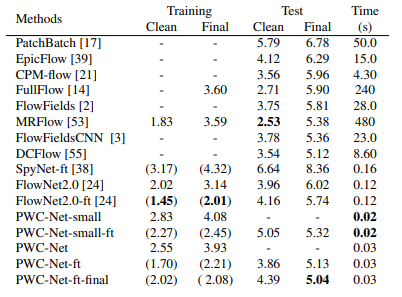 Methods Training Test Time
Clean Final Clean Final (s)
PatchBatch [17] - - 5.79 6.78 50.0
EpicFlow [39] - - 4.12 6.29 15.0
CPM-flow [21] - - 3.56 5.96 4.30
FullFlow [14] - 3.60 2.71 5.90 240
FlowFields [2] - - 3.75 5.81 28.0
MRFlow [53] 1.83 3.59 2.53 5.38 480
FlowFieldsCNN [3] - - 3.78 5.36 23.0
DCFlow [55] - - 3.54 5.12 8.60
SpyNet-ft [38] (3.17) (4.32) 6.64 8.36 0.16
FlowNet2.0 [24] 2.02 3.14 3.96 6.02 0.12
FlowNet2.0-ft [24] (1.45) (2.01) 4.16 5.74 0.12
PWC-Net-small 2.83 4.08 - - 0.02
PWC-Net-small-ft (2.27) (2.45) 5.05 5.32 0.02
PWC-Net 2.55 3.93 - - 0.03
PWC-Net-ft (1.70) (2.21) 3.86 5.13 0.03
PWC-Net-ft-final (2.02) ( 2.08) 4.39 5.04 0.03